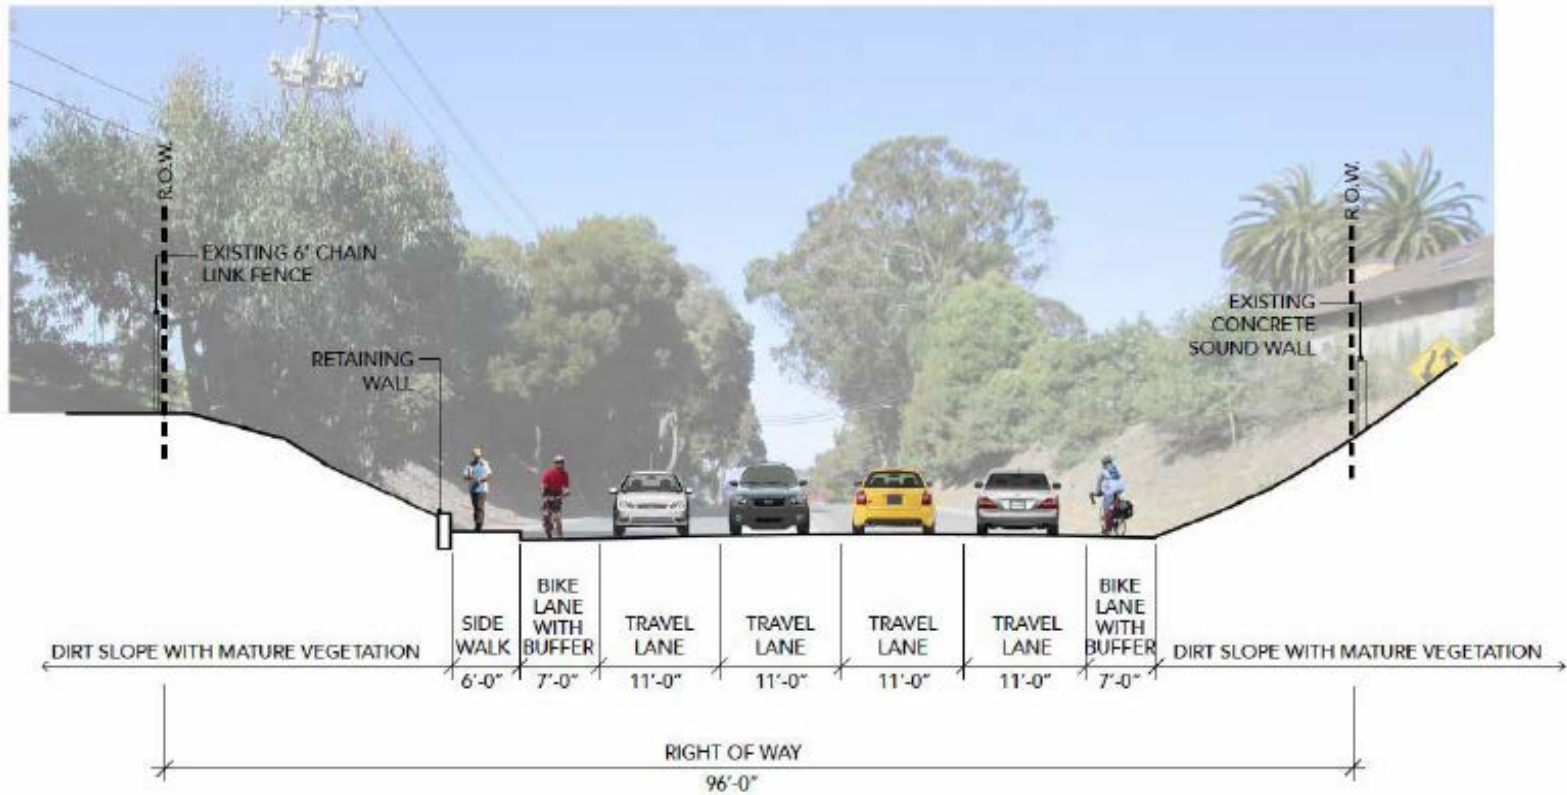 R.O.W.
R.O.W.
EXISTING 6' CHAIN
LINK FENCE
EXISTING
CONCRETE
SOUND WALL
RETAINING
WALL
SIDE
WALK
BIKE
LANE
WITH
BUFFER
TRAVEL
LANE
TRAVEL
LANE
TRAVEL
LANE
TRAVEL
LANE
BIKE
LANE
WITH
BUFFER
DIRT SLOPE WITH MATURE VEGETATION
DIRT SLOPE WITH MATURE VEGETATION
6'-0"
7'-0"
11'-0"
11'-0"
11'-0"
11'-0"
7'-0"
RIGHT OF WAY
96'-0"